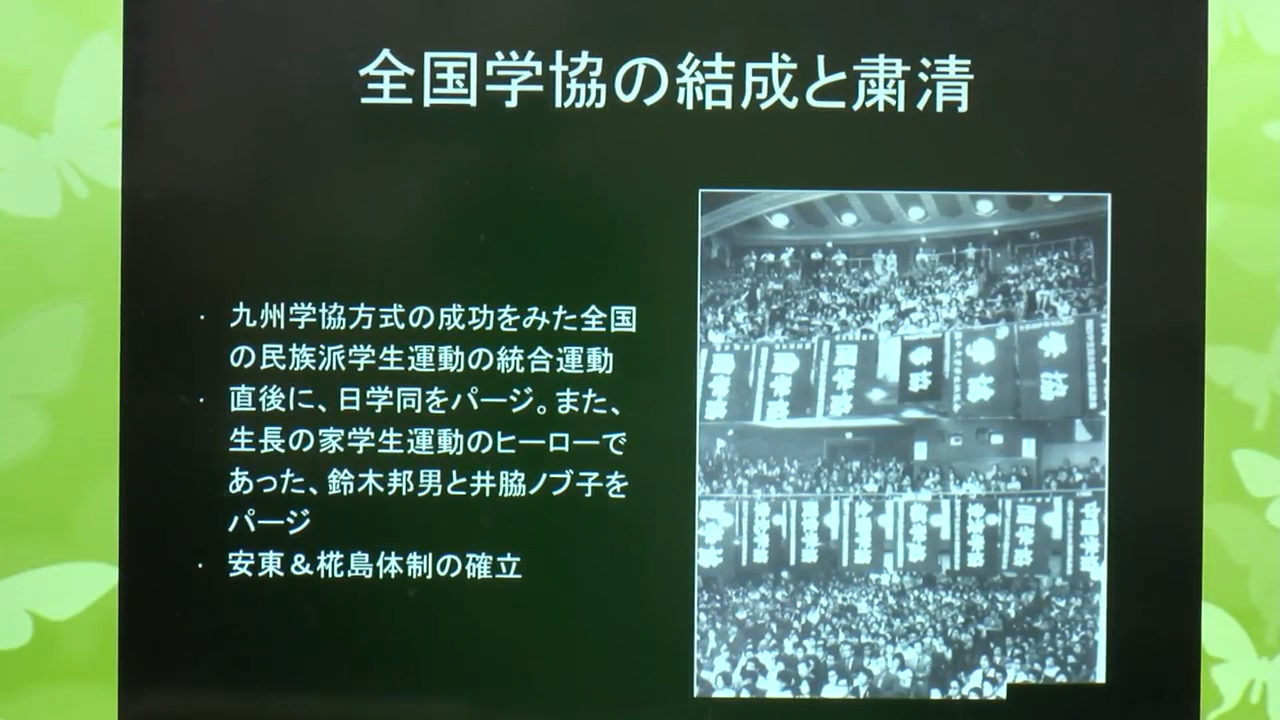 全国学協の結成と粛清
・ 九州学協方式の成功をみた全国
の民族派学生運動の統合運動
・ 直後に、日学同をパージ。また、
生長の家学生運動のヒーローで
あった、鈴木邦男と井脇ノブ子を
パージ
・ 安東＆椛島体制の確立
学協